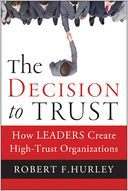 The
DECISION
to TRUST
How LEADERS Create
High-Trust Organizations
ROBERT F. HURLEY